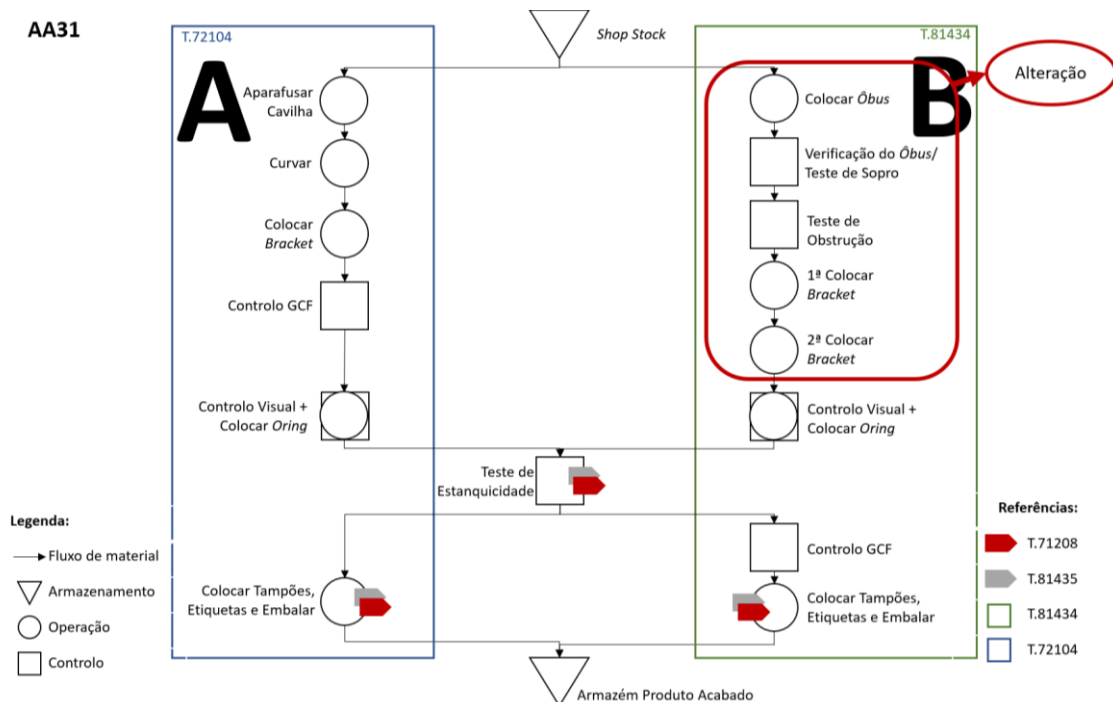 AA31
T.72104
Shop Stock
T.81434
A
B
Alteração
Aparafusar
Cavilha
Curvar
Colocar
Bracket
Controlo GCF
Controlo Visual +
Colocar Oring
Colocar Ôbus
Verificação do Ôbus/
Teste de Sopro
Teste de
Obstrução
1ª Colocar
Bracket
2ª Colocar
Bracket
Controlo Visual +
Colocar Oring
Teste de
Estanquicidade
Colocar Tampões,
Etiquetas e Embalar
Controlo GCF
Colocar Tampões,
Etiquetas e Embalar
Armazém Produto Acabado
Legenda:
Fluxo de material
Armazenamento
Operação
Controlo
Referências:
T.71208
T.81435
T.81434
T.72104